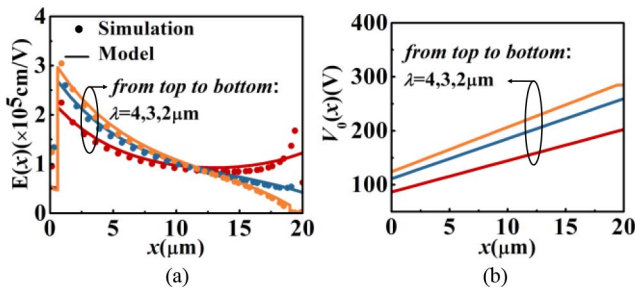 4
3
2
1
0
E(x)(×10⁵cm/V)
Simulation
Model
from top to bottom:
λ=4,3,2μm
0 5 10 15 20
x(μm)
(a)
400
300
200
100
V₀(x)(V)
from top to bottom:
λ=4,3,2μm
0 5 10 15 20
x(μm)
(b)